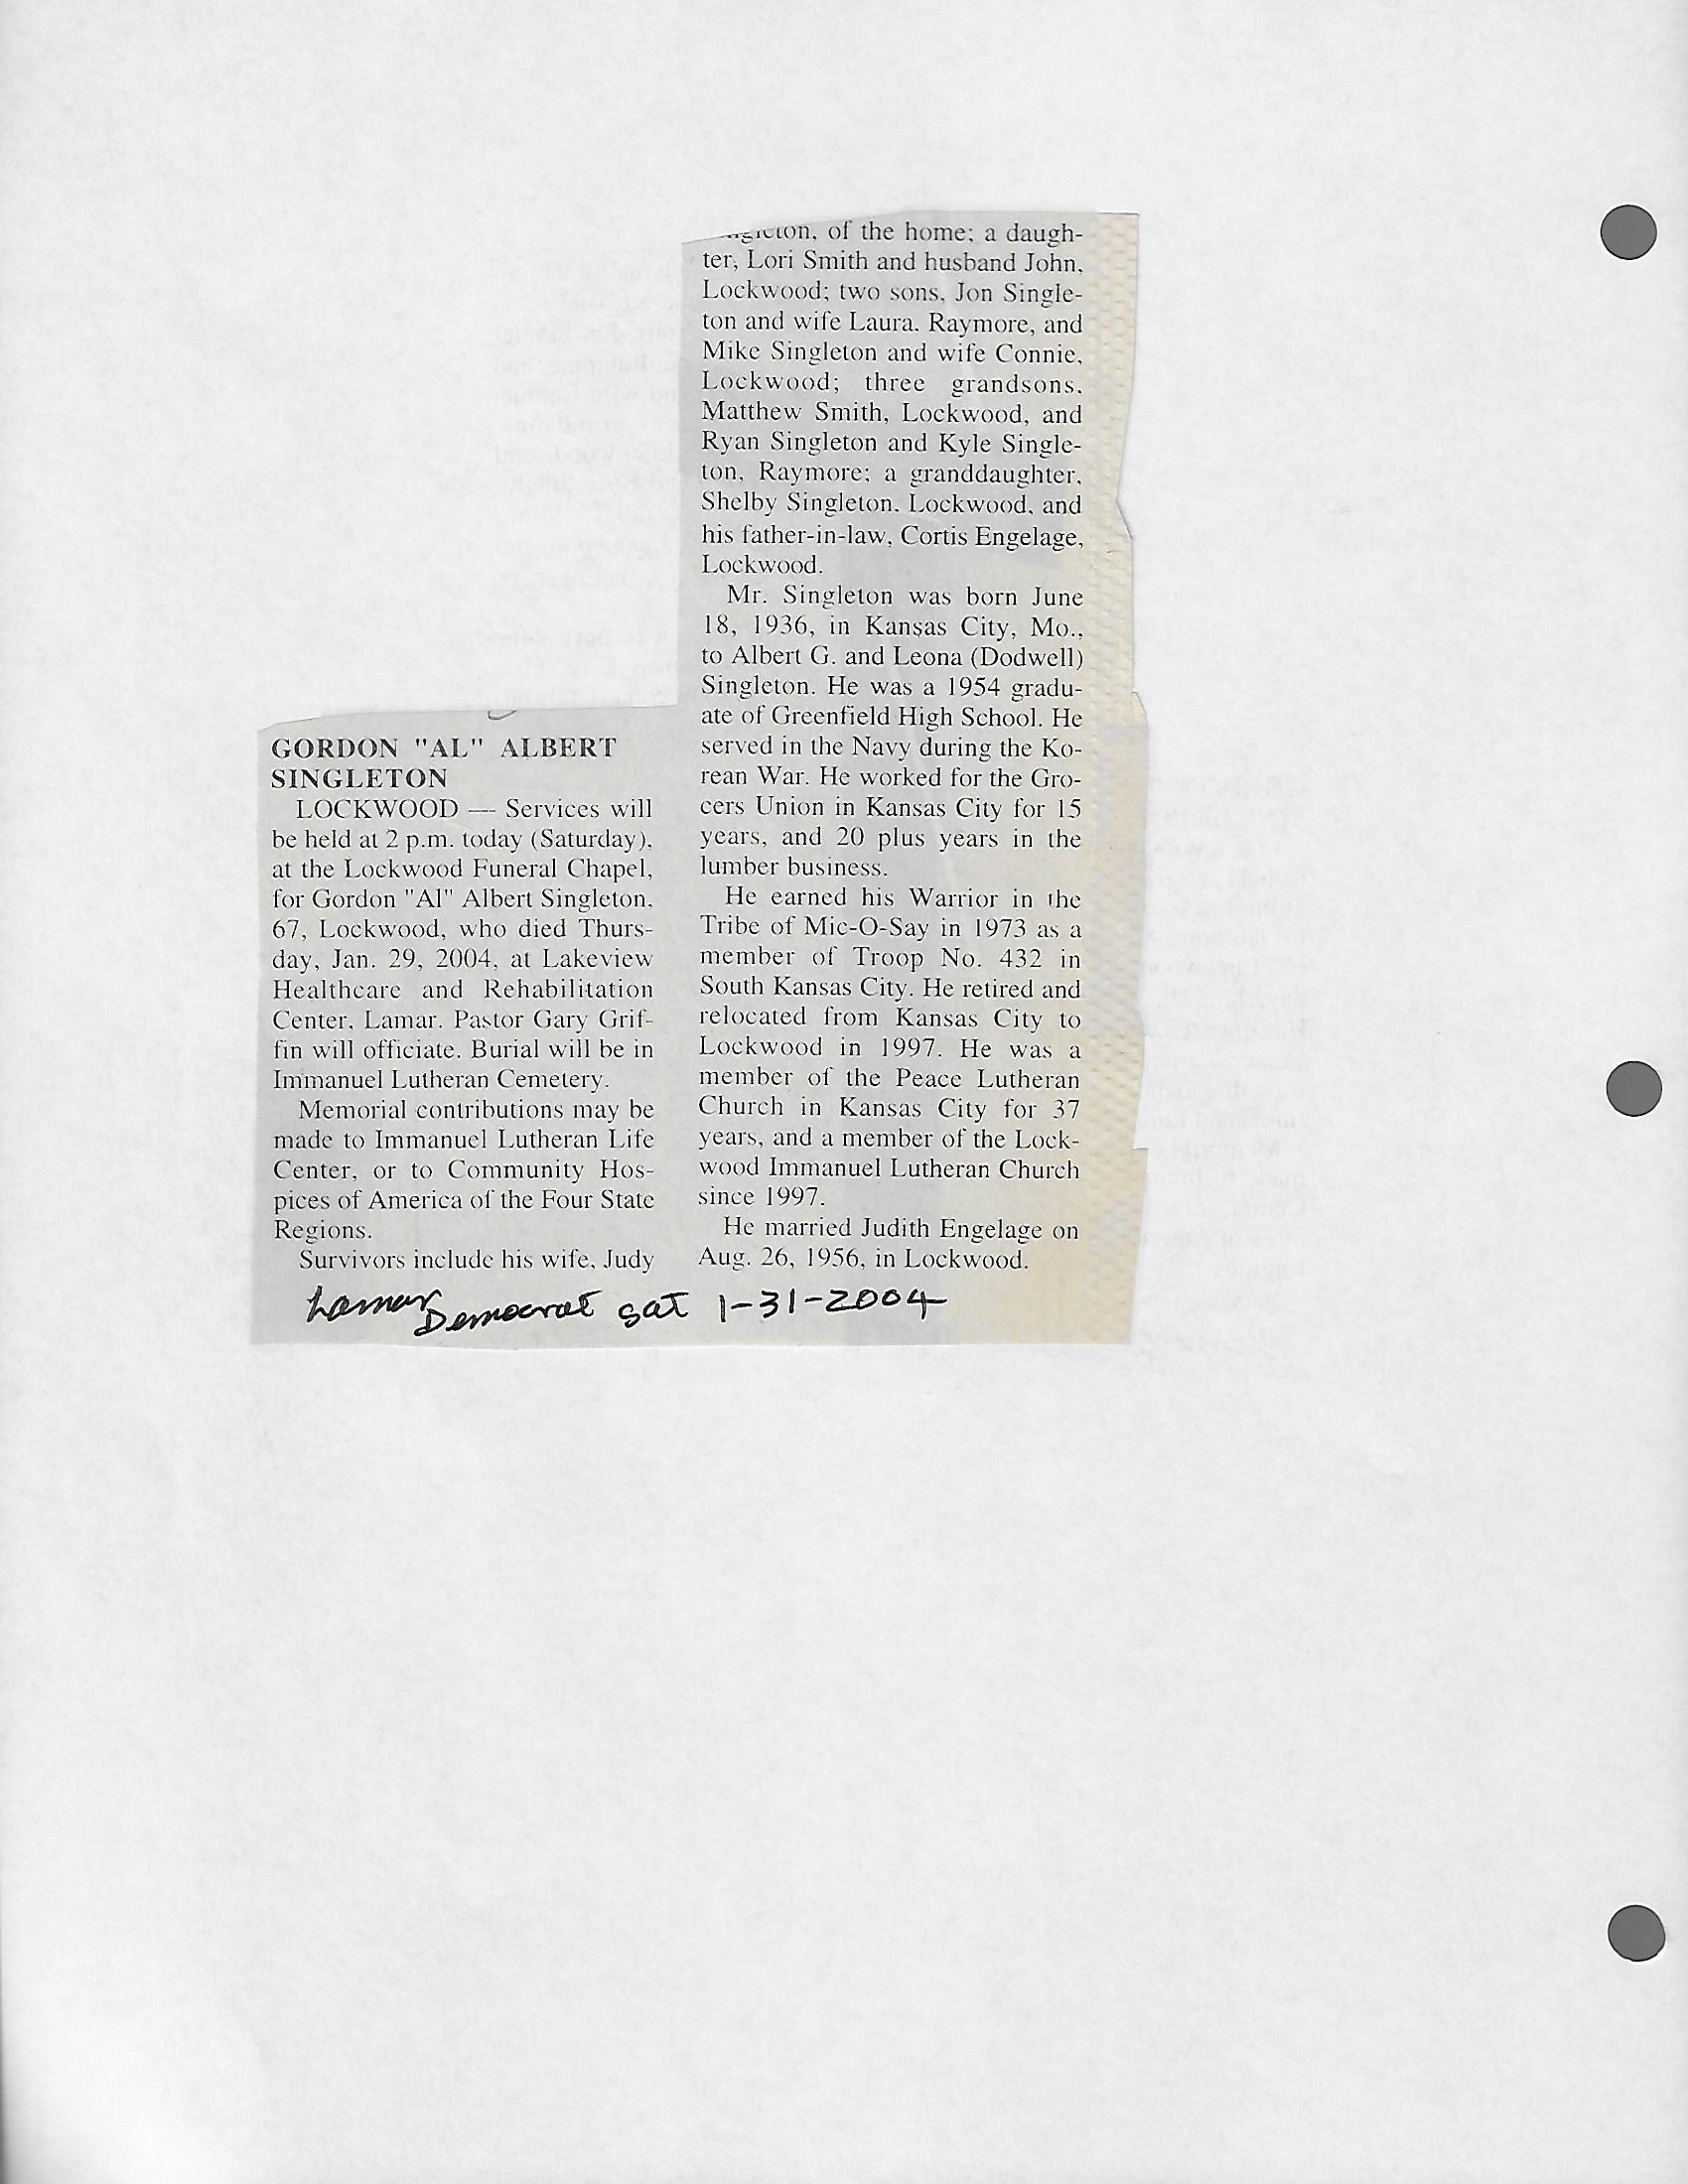 GORDON "AL" ALBERT
SINGLETON
LOCKWOOD — Services will
be held at 2 p.m. today (Saturday),
at the Lockwood Funeral Chapel,
for Gordon "Al" Albert Singleton,
67, Lockwood, who died Thurs-
day, Jan. 29, 2004, at Lakeview
Healthcare and Rehabilitation
Center, Lamar. Pastor Gary Grif-
fin will officiate. Burial will be in
Immanuel Lutheran Cemetery.
Memorial contributions may be
made to Immanuel Lutheran Life
Center, or to Community Hos-
pices of America of the Four State
Regions.
Survivors include his wife, Judy
Singleton, of the home; a daugh-
ter, Lori Smith and husband John,
Lockwood; two sons, Jon Single-
ton and wife Laura, Raymore, and
Mike Singleton and wife Connie,
Lockwood; three grandsons,
Matthew Smith, Lockwood, and
Ryan Singleton and Kyle Single-
ton, Raymore; a granddaughter,
Shelby Singleton, Lockwood, and
his father-in-law, Cortis Engelage,
Lockwood.
Mr. Singleton was born June
18, 1936, in Kansas City, Mo.,
to Albert G. and Leona (Dodwell)
Singleton. He was a 1954 gradu-
ate of Greenfield High School. He
served in the Navy during the Ko-
rean War. He worked for the Gro-
cers Union in Kansas City for 15
years, and 20 plus years in the
lumber business.
He earned his Warrior in the
Tribe of Mic-O-Say in 1973 as a
member of Troop No. 432 in
South Kansas City. He retired and
relocated from Kansas City to
Lockwood in 1997. He was a
member of the Peace Lutheran
Church in Kansas City for 37
years, and a member of the Lock-
wood Immanuel Lutheran Church
since 1997.
He married Judith Engelage on
Aug. 26, 1956, in Lockwood.
Lamar Democrat Sat 1-31-2004